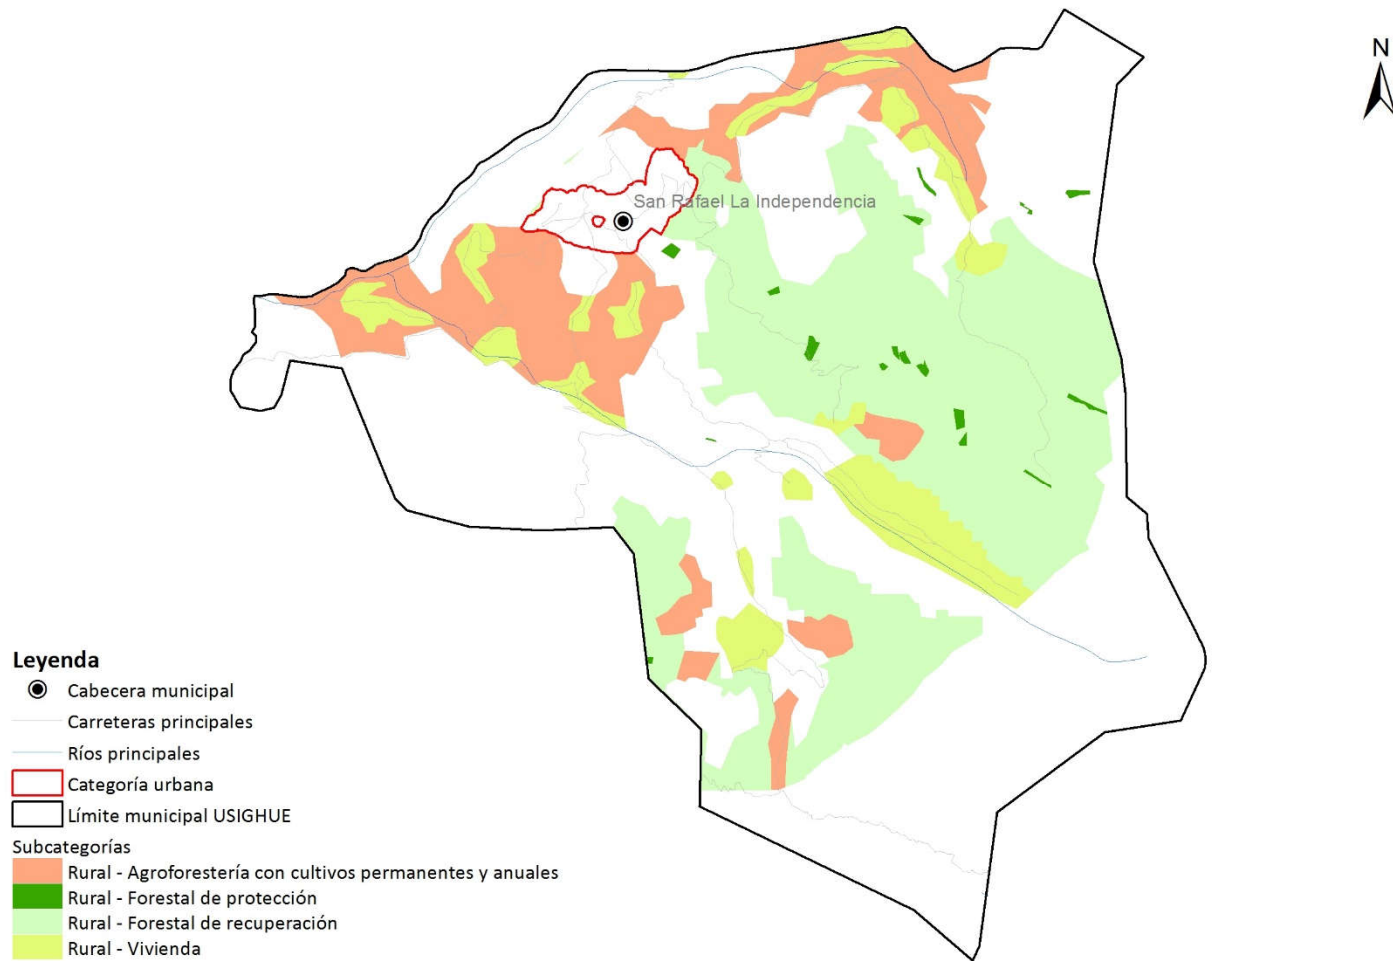 N
San Rafael La Independencia
Leyenda
Cabecera municipal
Carreteras principales
Ríos principales
Categoría urbana
Límite municipal USIGHUE
Subcategorías
Rural - Agroforestería con cultivos permanentes y anuales
Rural - Forestal de protección
Rural - Forestal de recuperación
Rural - Vivienda